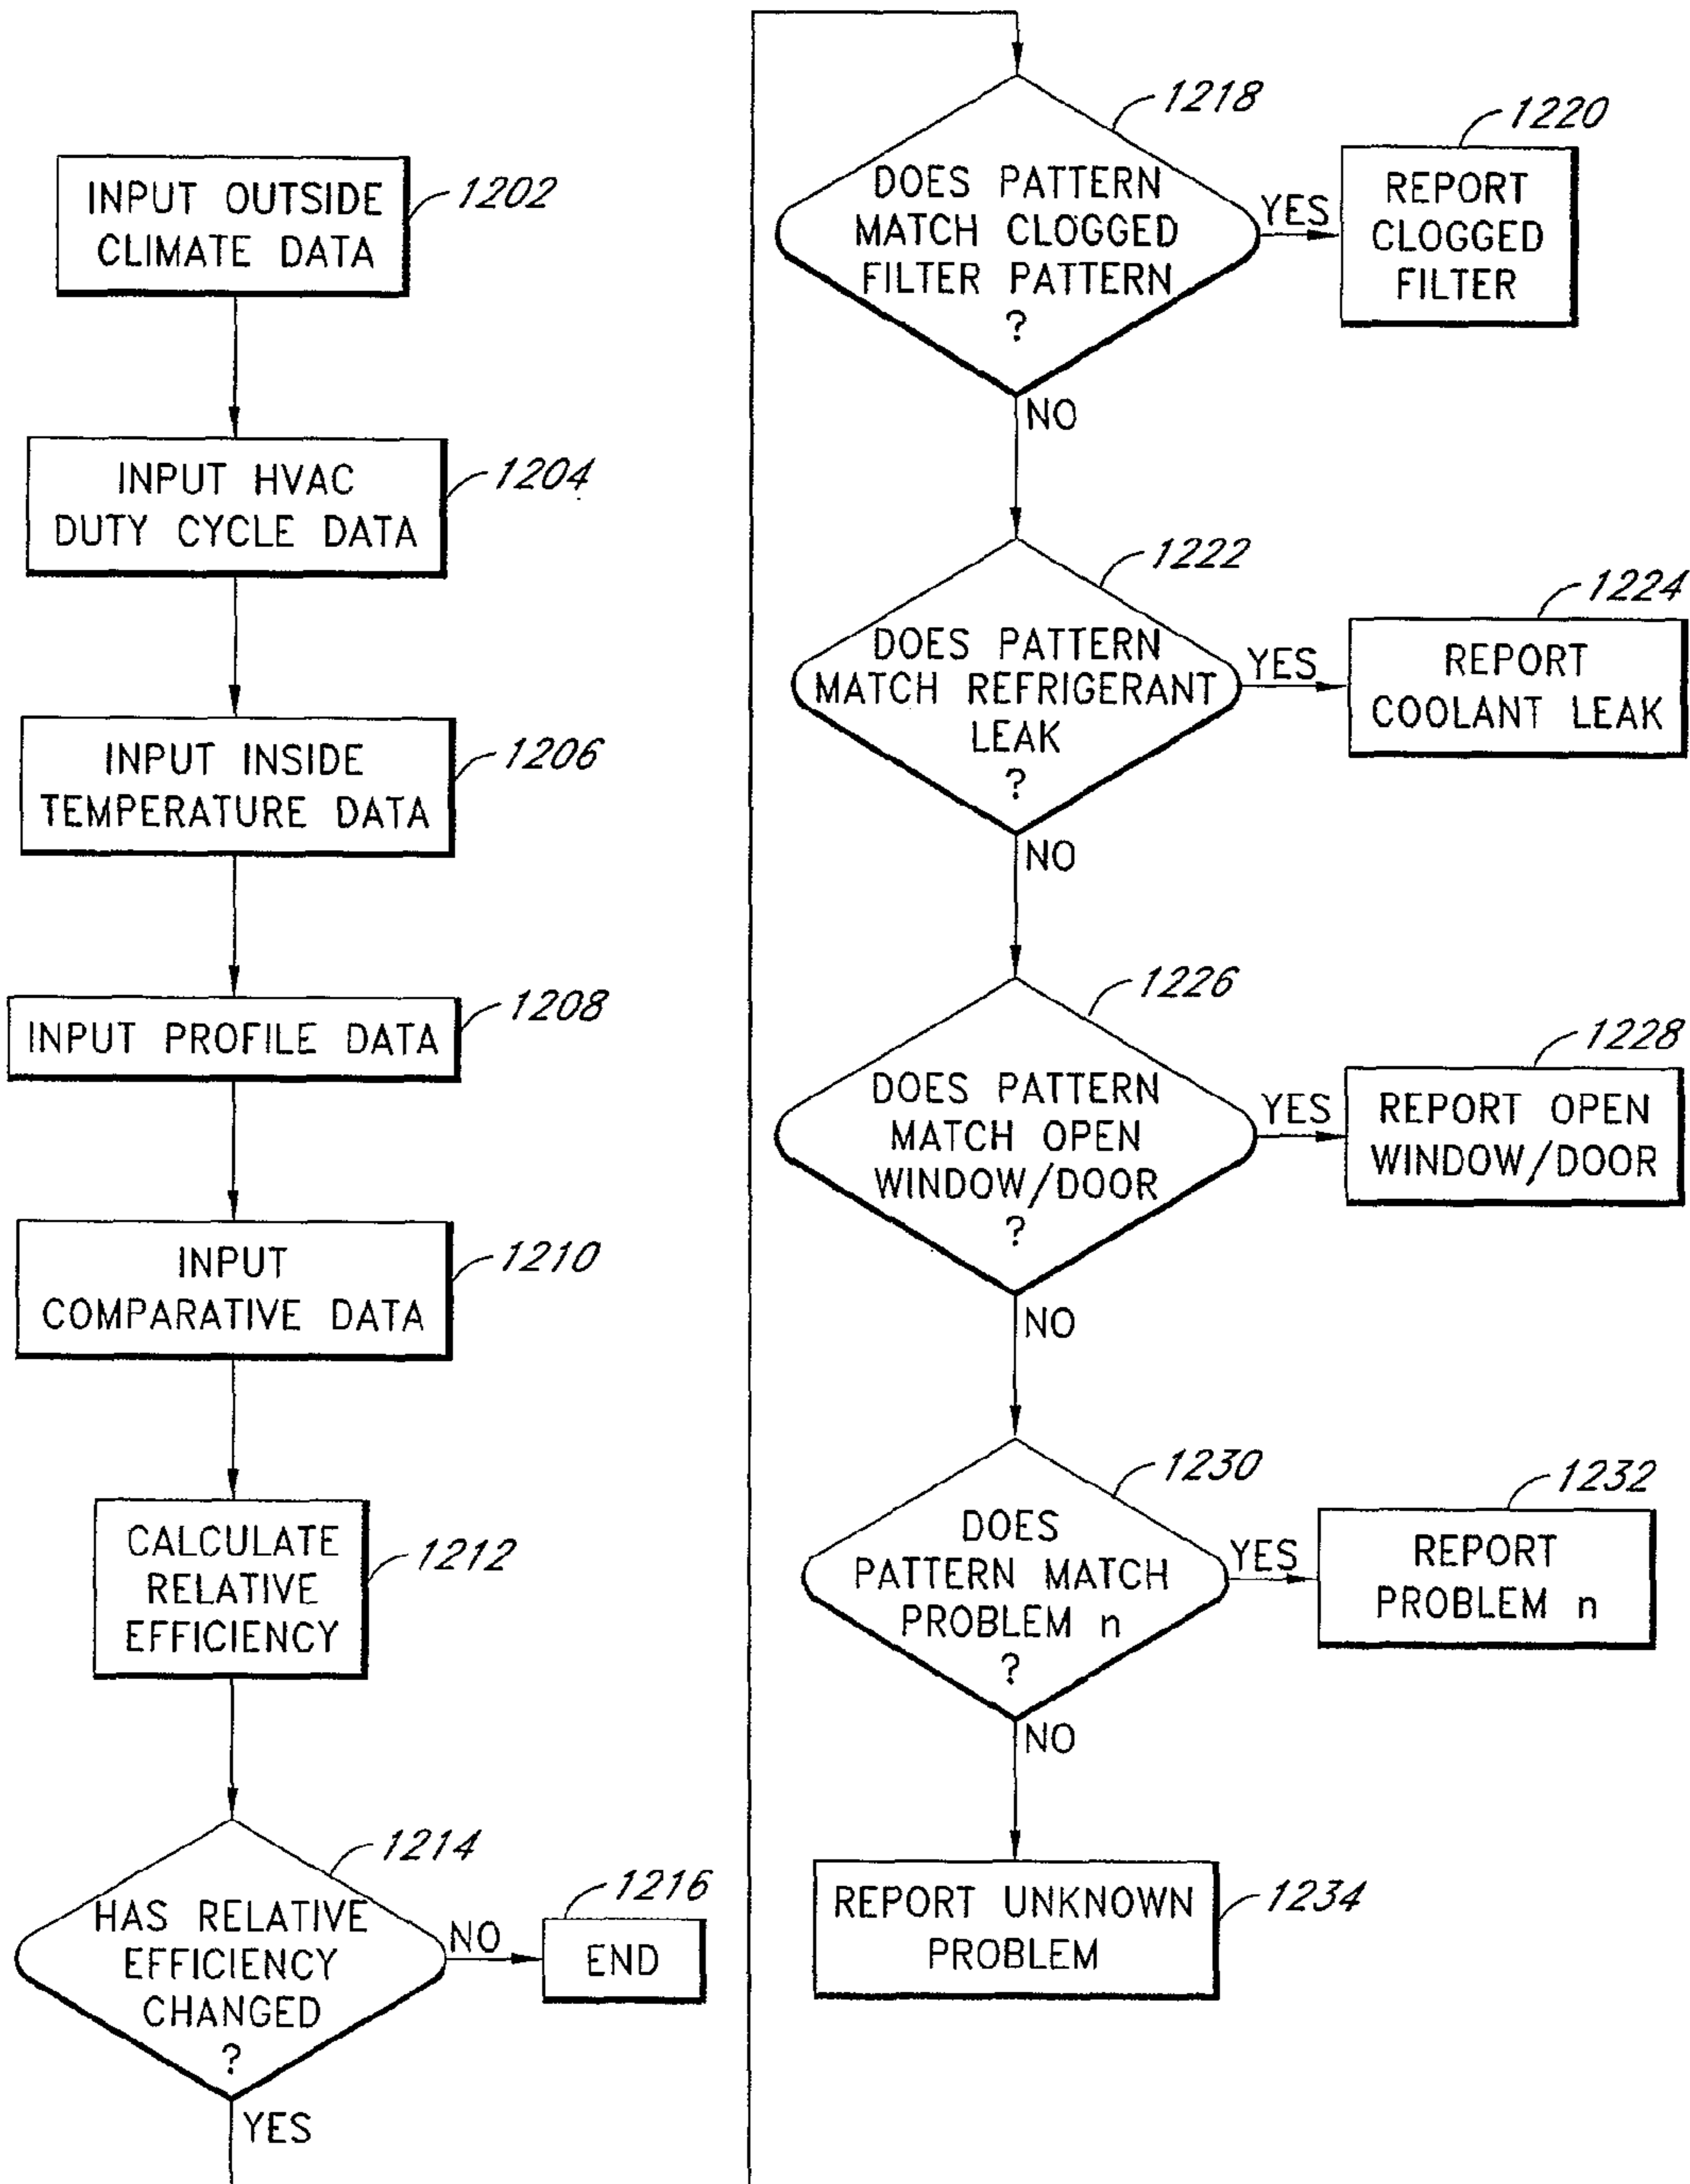 INPUT OUTSIDE
CLIMATE DATA
1202
INPUT HVAC
DUTY CYCLE DATA
1204
INPUT INSIDE
TEMPERATURE DATA
1206
INPUT PROFILE DATA
1208
INPUT
COMPARATIVE DATA
1210
CALCULATE
RELATIVE
EFFICIENCY
1212
HAS RELATIVE
EFFICIENCY
CHANGED
?
1214
NO
END
1216
YES
DOES PATTERN
MATCH CLOGGED
FILTER PATTERN
?
1218
YES
REPORT
CLOGGED
FILTER
1220
NO
DOES PATTERN
MATCH REFRIGERANT
LEAK
?
1222
YES
REPORT
COOLANT LEAK
1224
NO
DOES PATTERN
MATCH OPEN
WINDOW/DOOR
?
1226
YES
REPORT OPEN
WINDOW/DOOR
1228
NO
DOES
PATTERN MATCH
PROBLEM n
?
1230
YES
REPORT
PROBLEM n
1232
NO
REPORT UNKNOWN
PROBLEM
1234